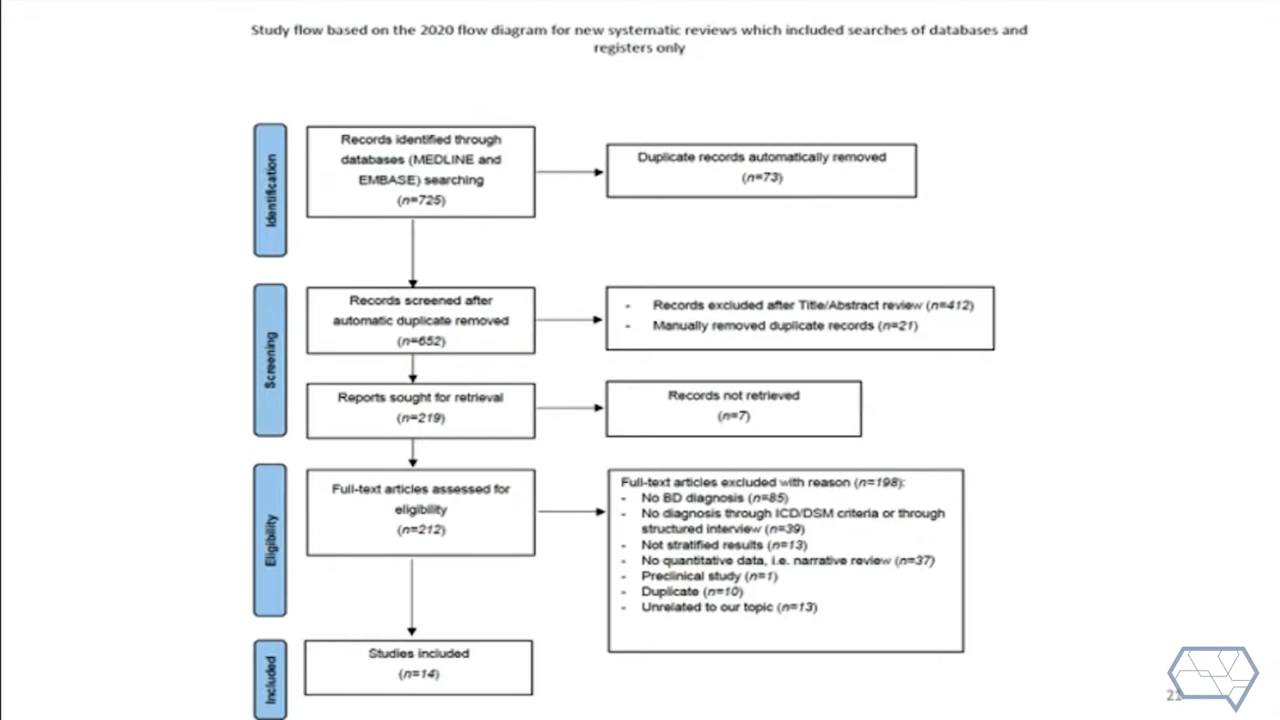 Study flow based on the 2020 flow diagram for new systematic reviews which included searches of databases and
registers only
Identification
Records identified through
databases (MEDLINE and
EMBASE) searching
(n=725)
Duplicate records automatically removed
(n=73)
Screening
Records screened after
automatic duplicate removed
(n=652)
- Records excluded after Title/Abstract review (n=412)
- Manually removed duplicate records (n=21)
Reports sought for retrieval
(n=219)
Records not retrieved
(n=7)
Eligibility
Full-text articles assessed for
eligibility
(n=212)
Full-text articles excluded with reason (n=198):
- No BD diagnosis (n=85)
- No diagnosis through ICD/DSM criteria or through
structured interview (n=39)
- Not stratified results (n=13)
- No quantitative data, i.e. narrative review (n=37)
- Preclinical study (n=1)
- Duplicate (n=10)
- Unrelated to our topic (n=13)
Included
Studies included
(n=14)